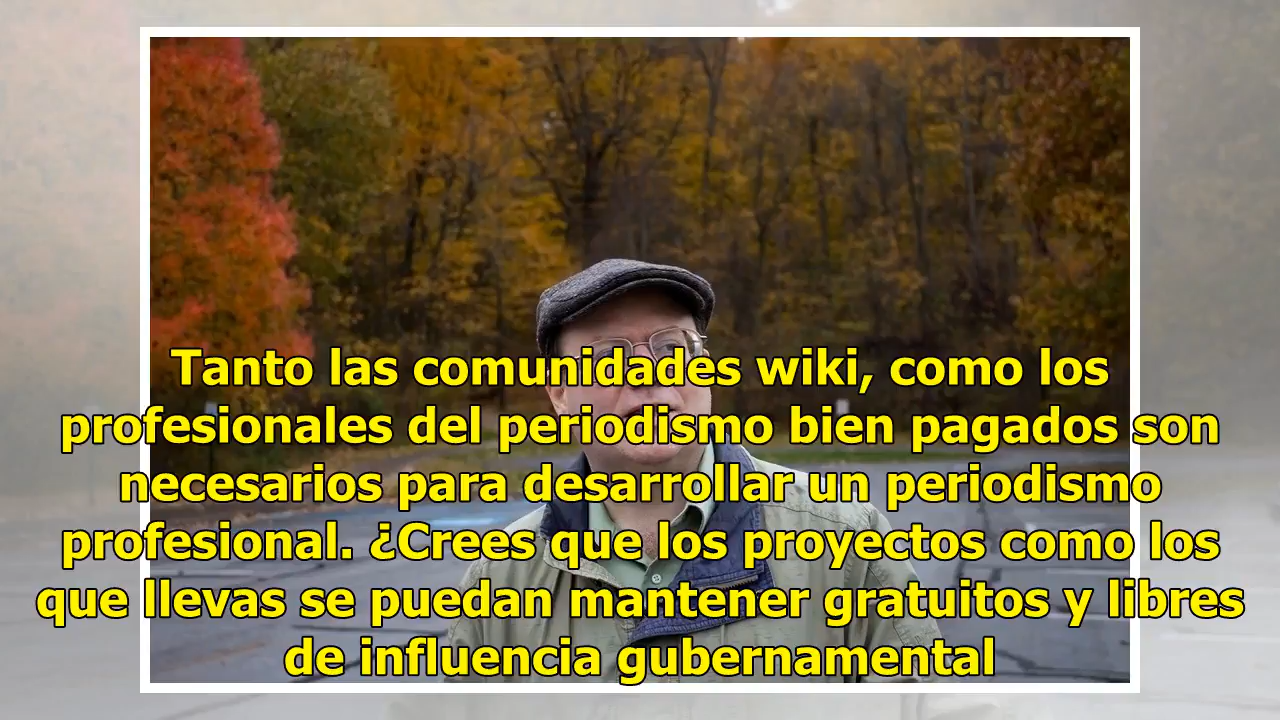 Tanto las comunidades wiki, como los
profesionales del periodismo bien pagados son
necesarios para desarrollar un periodismo
profesional. ¿Crees que los proyectos como los
que llevas se puedan mantener gratuitos y libres
de influencia gubernamental